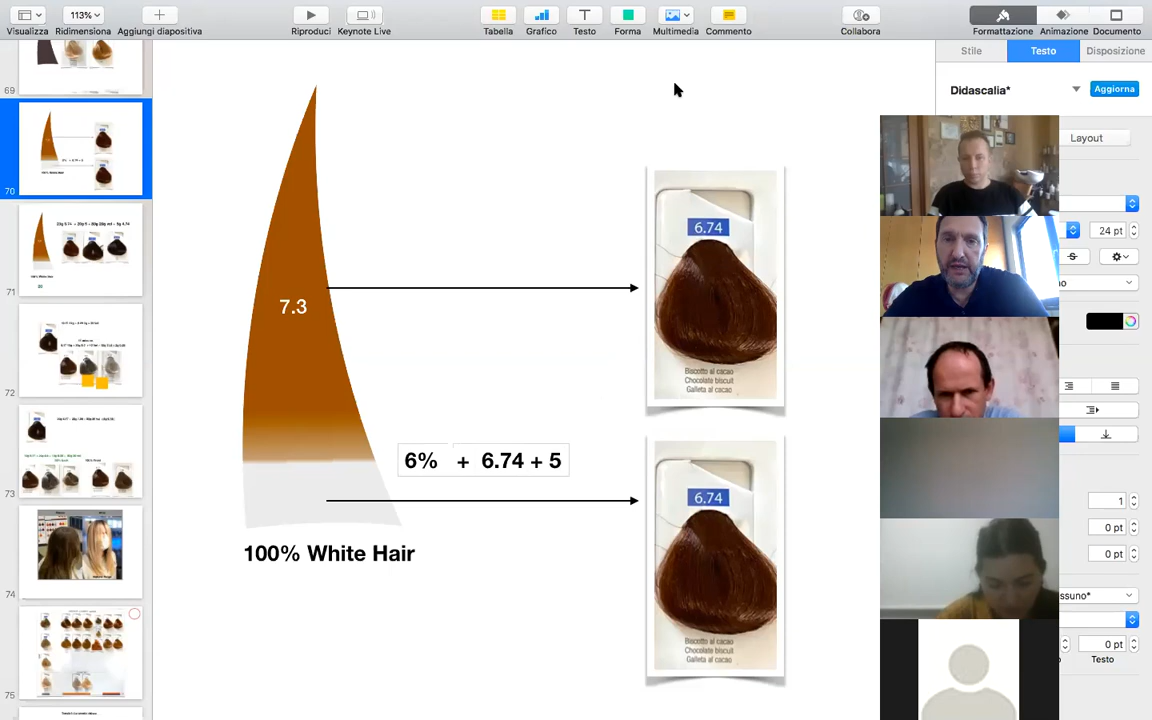 113%
Visualizza
Ridimensiona
Aggiungi diapositiva
Riproduci
Keynote Live
Tabella
Grafico
Testo
Forma
Multimedia
Commento
Collabora
Formattazione
Animazione
Documento
Stile
Testo
Disposizione
Didascalia*
Aggiorna
Layout
24 pt
1
0 pt
0 pt
0 pt
Testo
69
70
71
72
73
74
75
7.3
6% + 6.74 + 5
100% White Hair
6.74
Biscotto al cacao
Chocolate biscuit
Galleta al cacao
6.74
Biscotto al cacao
Chocolate biscuit
Galleta al cacao